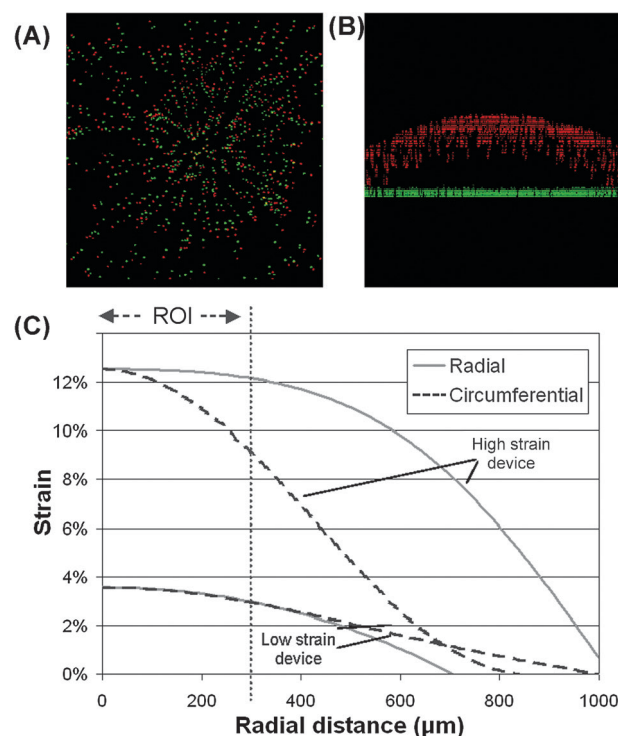 (A)
(B)
(C)
ROI
Radial
Circumferential
High strain
device
Low strain
device
Strain
12%
10%
8%
6%
4%
2%
0%
0
200
400
600
800
1000
Radial distance (µm)